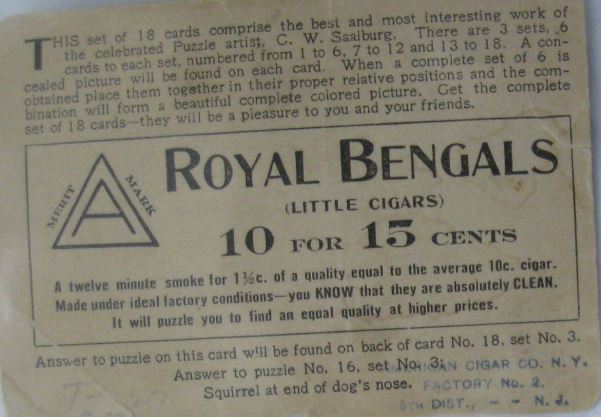 THIS set of 18 cards comprise the best and most interesting work of
the celebrated Puzzle artist, C. W. Saalburg. There are 3 sets, 6
cards to each set, numbered from 1 to 6, 7 to 12 and 13 to 18. A con-
cealed picture will be found on each card. When a complete set of 6 is
obtained place them together in their proper relative positions and the com-
bination will form a beautiful complete colored picture. Get the complete
set of 18 cards—they will be a pleasure to you and your friends.
MERIT MARK
A
ROYAL BENGALS
(LITTLE CIGARS)
10 FOR 15 CENTS
A twelve minute smoke for 1½c. of a quality equal to the average 10c. cigar.
Made under ideal factory conditions—you KNOW that they are absolutely CLEAN.
It will puzzle you to find an equal quality at higher prices.
Answer to puzzle on this card will be found on back of card No. 18, set No. 3.
Answer to puzzle No. 16, set No. 3:
Squirrel at end of dog's nose.
CIGAR CO. N. Y.
FACTORY No. 2,
5TH DIST., - - N. J.